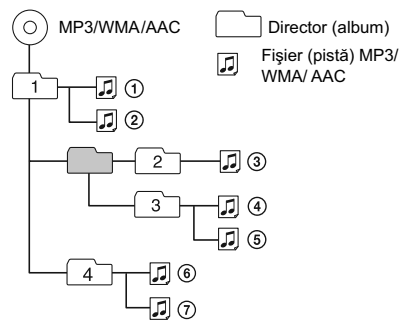 MP3/WMA/AAC
Director (album)
Fişier (pistă) MP3/
WMA/ AAC
1
①
②
2
③
3
④
⑤
4
⑥
⑦